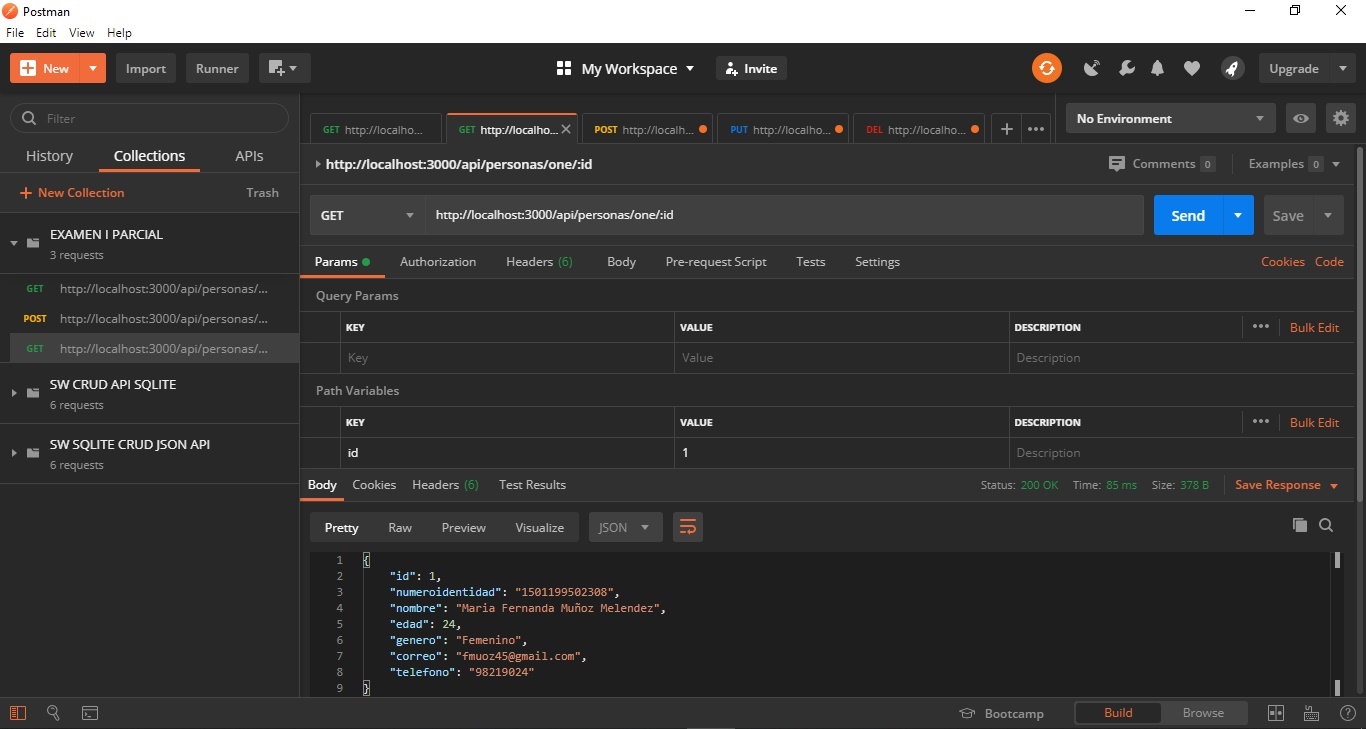 Postman
File Edit View Help
New Import Runner My Workspace Invite Upgrade
Filter
History Collections APIs
New Collection Trash
EXAMEN I PARCIAL
3 requests
GET http://localhost:3000/api/personas/...
POST http://localhost:3000/api/personas/...
GET http://localhost:3000/api/personas/...
SW CRUD API SQLITE
6 requests
SW SQLITE CRUD JSON API
6 requests
GET http://localho... GET http://localho... POST http://localh... PUT http://localho... DEL http://localho... No Environment
http://localhost:3000/api/personas/one/:id Comments 0 Examples 0
GET http://localhost:3000/api/personas/one/:id Send Save
Params Authorization Headers (6) Body Pre-request Script Tests Settings Cookies Code
Query Params
KEY VALUE DESCRIPTION Bulk Edit
Key Value Description
Path Variables
KEY VALUE DESCRIPTION Bulk Edit
id 1 Description
Body Cookies Headers (6) Test Results Status: 200 OK Time: 85 ms Size: 378 B Save Response
Pretty Raw Preview Visualize JSON
1 {
2 "id": 1,
3 "numeroidentidad": "1501199502308",
4 "nombre": "Maria Fernanda Muñoz Melendez",
5 "edad": 24,
6 "genero": "Femenino",
7 "correo": "fmuoz45@gmail.com",
8 "telefono": "98219024"
9 }
Bootcamp Build Browse